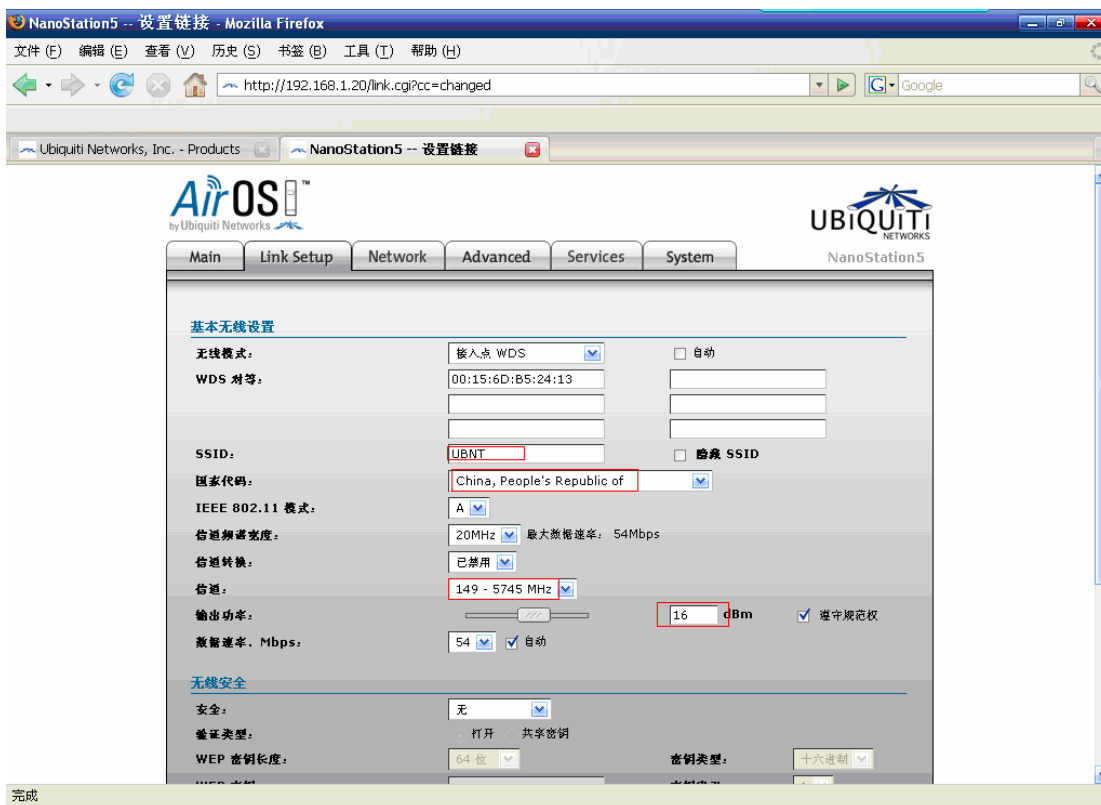 NanoStation5 -- 设置链接 - Mozilla Firefox
文件 (F) 编辑 (E) 查看 (V) 历史 (S) 书签 (B) 工具 (T) 帮助 (H)
http://192.168.1.20/link.cgi?cc=changed
G Google
Ubiquiti Networks, Inc. - Products
NanoStation5 -- 设置链接
AirOS™
by Ubiquiti Networks
UBiQUiTi
NETWORKS
Main Link Setup Network Advanced Services System NanoStation5
基本无线设置
无线模式: 接入点 WDS 自动
WDS 对等: 00:15:6D:B5:24:13
SSID: UBNT 隐藏 SSID
国家代码: China, People's Republic of
IEEE 802.11 模式: A
信道频谱宽度: 20MHz 最大数据速率: 54Mbps
信道转换: 已禁用
信道: 149 - 5745 MHz
输出功率: 16 dBm 遵守规范权
数据速率, Mbps: 54 自动
无线安全
安全: 无
验证类型: 打开 共享密钥
WEP 密钥长度: 64 位 密钥类型: 十六进制
完成